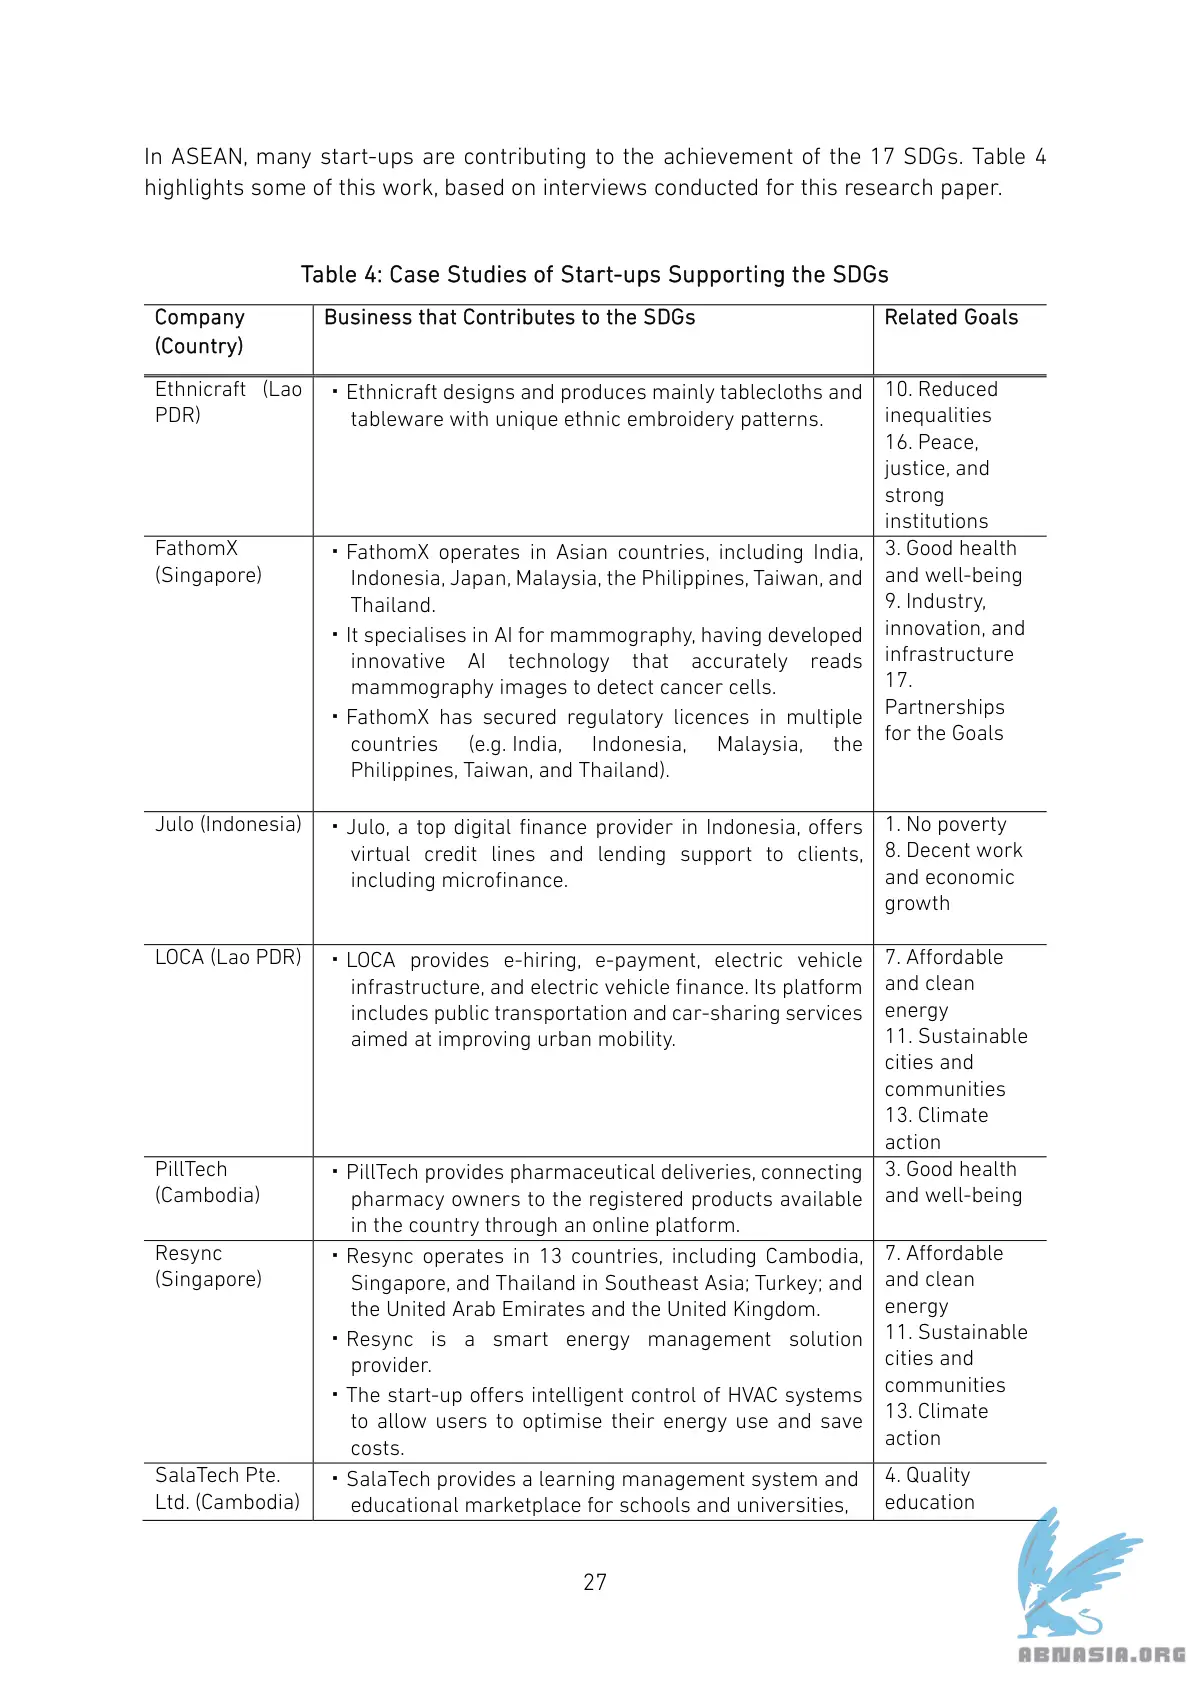 In ASEAN, many start-ups are contributing to the achievement of the 17 SDGs. Table 4
highlights some of this work, based on interviews conducted for this research paper.
Table 4: Case Studies of Start-ups Supporting the SDGs
Company
(Country)
Business that Contributes to the SDGs
Related Goals
Ethnicraft (Lao
PDR)
・Ethnicraft designs and produces mainly tablecloths and
tableware with unique ethnic embroidery patterns.
10. Reduced
inequalities
16. Peace,
justice, and
strong
institutions
FathomX
(Singapore)
・FathomX operates in Asian countries, including India,
Indonesia, Japan, Malaysia, the Philippines, Taiwan, and
Thailand.
・It specialises in AI for mammography, having developed
innovative AI technology that accurately reads
mammography images to detect cancer cells.
・FathomX has secured regulatory licences in multiple
countries (e.g. India, Indonesia, Malaysia, the
Philippines, Taiwan, and Thailand).
3. Good health
and well-being
9. Industry,
innovation, and
infrastructure
17.
Partnerships
for the Goals
Julo (Indonesia)
・Julo, a top digital finance provider in Indonesia, offers
virtual credit lines and lending support to clients,
including microfinance.
1. No poverty
8. Decent work
and economic
growth
LOCA (Lao PDR)
・LOCA provides e-hiring, e-payment, electric vehicle
infrastructure, and electric vehicle finance. Its platform
includes public transportation and car-sharing services
aimed at improving urban mobility.
7. Affordable
and clean
energy
11. Sustainable
cities and
communities
13. Climate
action
PillTech
(Cambodia)
・PillTech provides pharmaceutical deliveries, connecting
pharmacy owners to the registered products available
in the country through an online platform.
3. Good health
and well-being
Resync
(Singapore)
・Resync operates in 13 countries, including Cambodia,
Singapore, and Thailand in Southeast Asia; Turkey; and
the United Arab Emirates and the United Kingdom.
・Resync is a smart energy management solution
provider.
・The start-up offers intelligent control of HVAC systems
to allow users to optimise their energy use and save
costs.
7. Affordable
and clean
energy
11. Sustainable
cities and
communities
13. Climate
action
SalaTech Pte.
Ltd. (Cambodia)
・SalaTech provides a learning management system and
educational marketplace for schools and universities,
4. Quality
education
27
ABNASIA.ORG